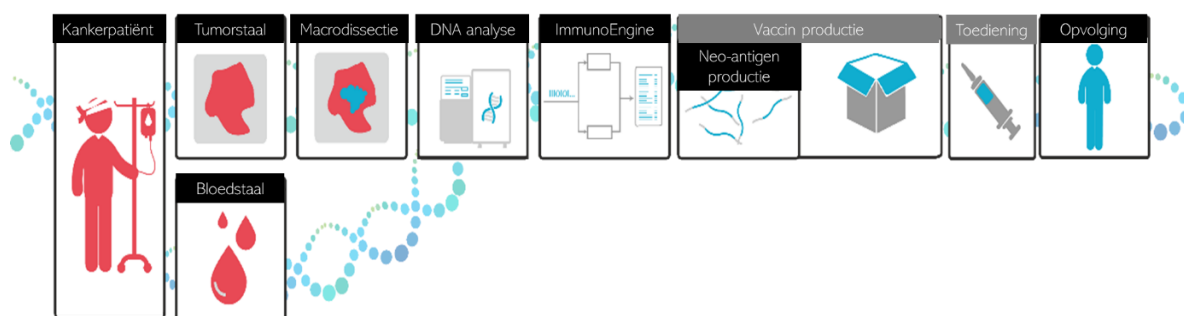 Kankerpatiënt
Tumorstaal
Macrodissectie
DNA analyse
ImmunoEngine
Vaccin productie
Neo-antigen
productie
Toediening
Opvolging
Bloedstaal